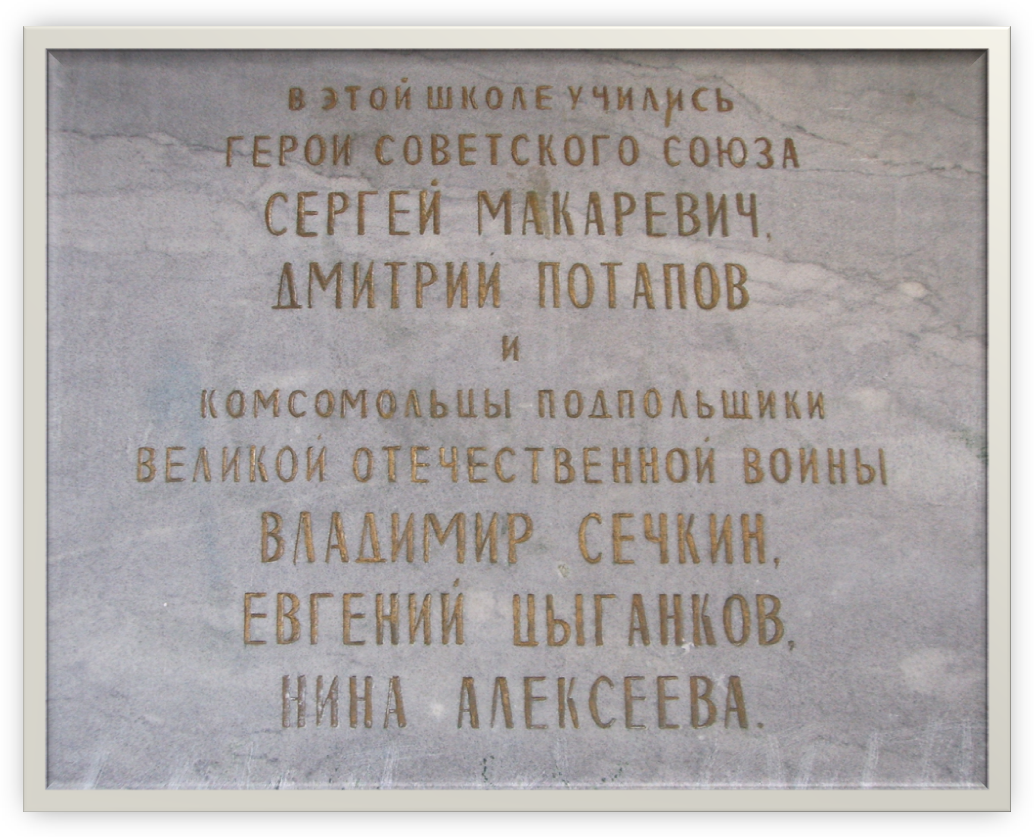 В ЭТОЙ ШКОЛЕ УЧИЛИСЬ
ГЕРОИ СОВЕТСКОГО СОЮЗА
СЕРГЕЙ МАКАРЕВИЧ,
ДМИТРИЙ ПОТАПОВ
И
КОМСОМОЛЬЦЫ ПОДПОЛЬЩИКИ
ВЕЛИКОЙ ОТЕЧЕСТВЕННОЙ ВОЙНЫ
ВЛАДИМИР СЕЧКИН,
ЕВГЕНИЙ ЦЫГАНКОВ,
НИНА АЛЕКСЕЕВА.